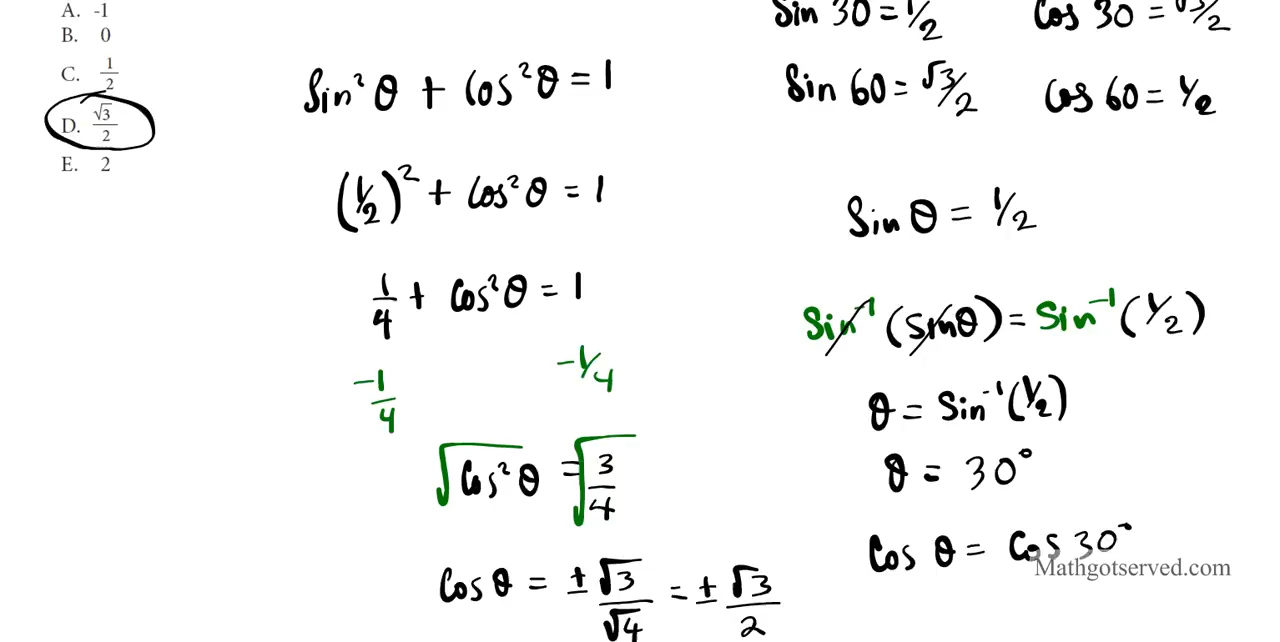 A. -1
B. 0
C. 1/2
D. √3/2
E. 2
Sin²θ + Cos²θ = 1
(1/2)² + Cos²θ = 1
1/4 + Cos²θ = 1
-1/4 -1/4
√Cos²θ = √3/4
Cos θ = ± √3/√4 = ± √3/2
Sin 30 = 1/2 Cos 30 = √3/2
Sin 60 = √3/2 Cos 60 = 1/2
Sin θ = 1/2
Sin⁻¹ (Sinθ) = Sin⁻¹ (1/2)
θ = Sin⁻¹(1/2)
θ = 30°
Cos θ = Cos 30°
Mathgotserved.com